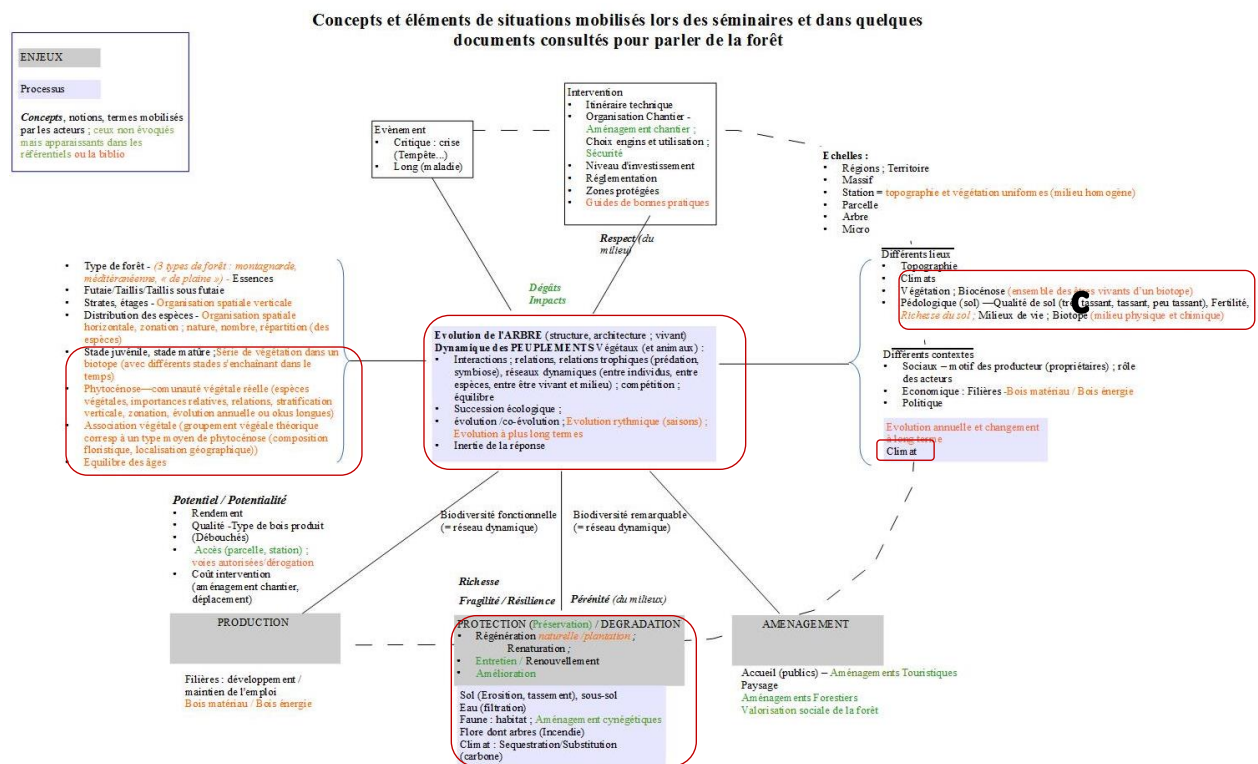 Concepts et éléments de situations mobilisés lors des séminaires et dans quelques
documents consultés pour parler de la forêt
ENJEUX
Processus
Concepts, notions, termes mobilisés
par les acteurs ; ceux non évoqués
mais apparaissants dans les
référentiels ou la biblio
Evènement
• Critique : crise
(Tempête...)
• Long (maladie)
Intervention
• Itinéraire technique
• Organisation Chantier -
Aménagement chantier ;
Choix engins et utilisation ;
Sécurité
• Niveau d'investissement
• Réglementation
• Zones protégées
• Guides de bonnes pratiques
Echelles :
• Régions ; Territoire
• Massif
• Station = topographie et végétation uniformes (milieu homogène)
• Parcelle
• Arbre
• Micro
Respect (du
milieu)
Dégâts
Impacts
• Type de forêt - (3 types de forêt : montagnarde,
méditéranéenne, « de plaine ») - Essences
• Futaie/Taillis/Taillis sous futaie
• Strates, étages - Organisation spatiale verticale
• Distribution des espèces - Organisation spatiale
horizontale, zonation ; nature, nombre, répartition (des
espèces)
• Stade juvénile, stade matûre ;Série de végétation dans un
biotope (avec différents stades s'enchaînant dans le
temps)
• Phytocénose—comunauté végétale réelle (espèces
végétales, importances relatives, relations, stratification
verticale, zonation, évolution annuelle ou okus longues)
• Association végétale (groupement végéale théorique
corresp à un type moyen de phytocénose (composition
floristique, localisation géographique))
• Equilibre des âges
Evolution de l'ARBRE (structure, architecture ; vivant)
Dynamique des PEUPLEMENTS Végétaux (et animaux) :
• Interactions ; relations, relations trophiques (prédation,
symbiose), réseaux dynamiques (entre individus, entre
espèces, entre être vivant et milieu) ; compétition ;
équilibre
• Succession écologique ;
• évolution /co-évolution ; Evolution rythmique (saisons) ;
Evolution à plus long termes
• Inertie de la réponse
Différents lieux
• Topographie
• Climats
• Végétation ; Biocénose (ensemble des êtres vivants d'un biotope)
• Pédologique (sol) —Qualité de sol (très tassant, tassant, peu tassant), Fertilité,
Richesse du sol ; Milieux de vie ; Biotope (milieu physique et chimique)
C
Différents contextes
• Sociaux – motif des producteur (propriétaires) ; rôle
des acteurs
• Economique : Filières -Bois matériau / Bois énergie
• Politique
Evolution annuelle et changement
à long terme
Climat
Potentiel / Potentialité
• Rendement
• Qualité -Type de bois produit
• (Débouchés)
• Accès (parcelle, station) ;
voies autorisées/dérogation
• Coût intervention
(aménagement chantier,
déplacement)
Biodiversité fonctionnelle
(= réseau dynamique)
Biodiversité remarquable
(= réseau dynamique)
Richesse
Fragilité / Résilience
Pérénité (du milieux)
PRODUCTION
Filières : développement /
maintien de l'emploi
Bois matériau / Bois énergie
PROTECTION (Préservation) / DEGRADATION
• Régénération naturelle /plantation ;
Renaturation ;
• Entretien / Renouvellement
• Amélioration
Sol (Erosition, tassement), sous-sol
Eau (filtration)
Faune : habitat ; Aménagement cynégétiques
Flore dont arbres (Incendie)
Climat : Sequestration/Substitution
(carbone)
AMENAGEMENT
Accueil (publics) – Aménagements Touristiques
Paysage
Aménagements Forestiers
Valorisation sociale de la forêt